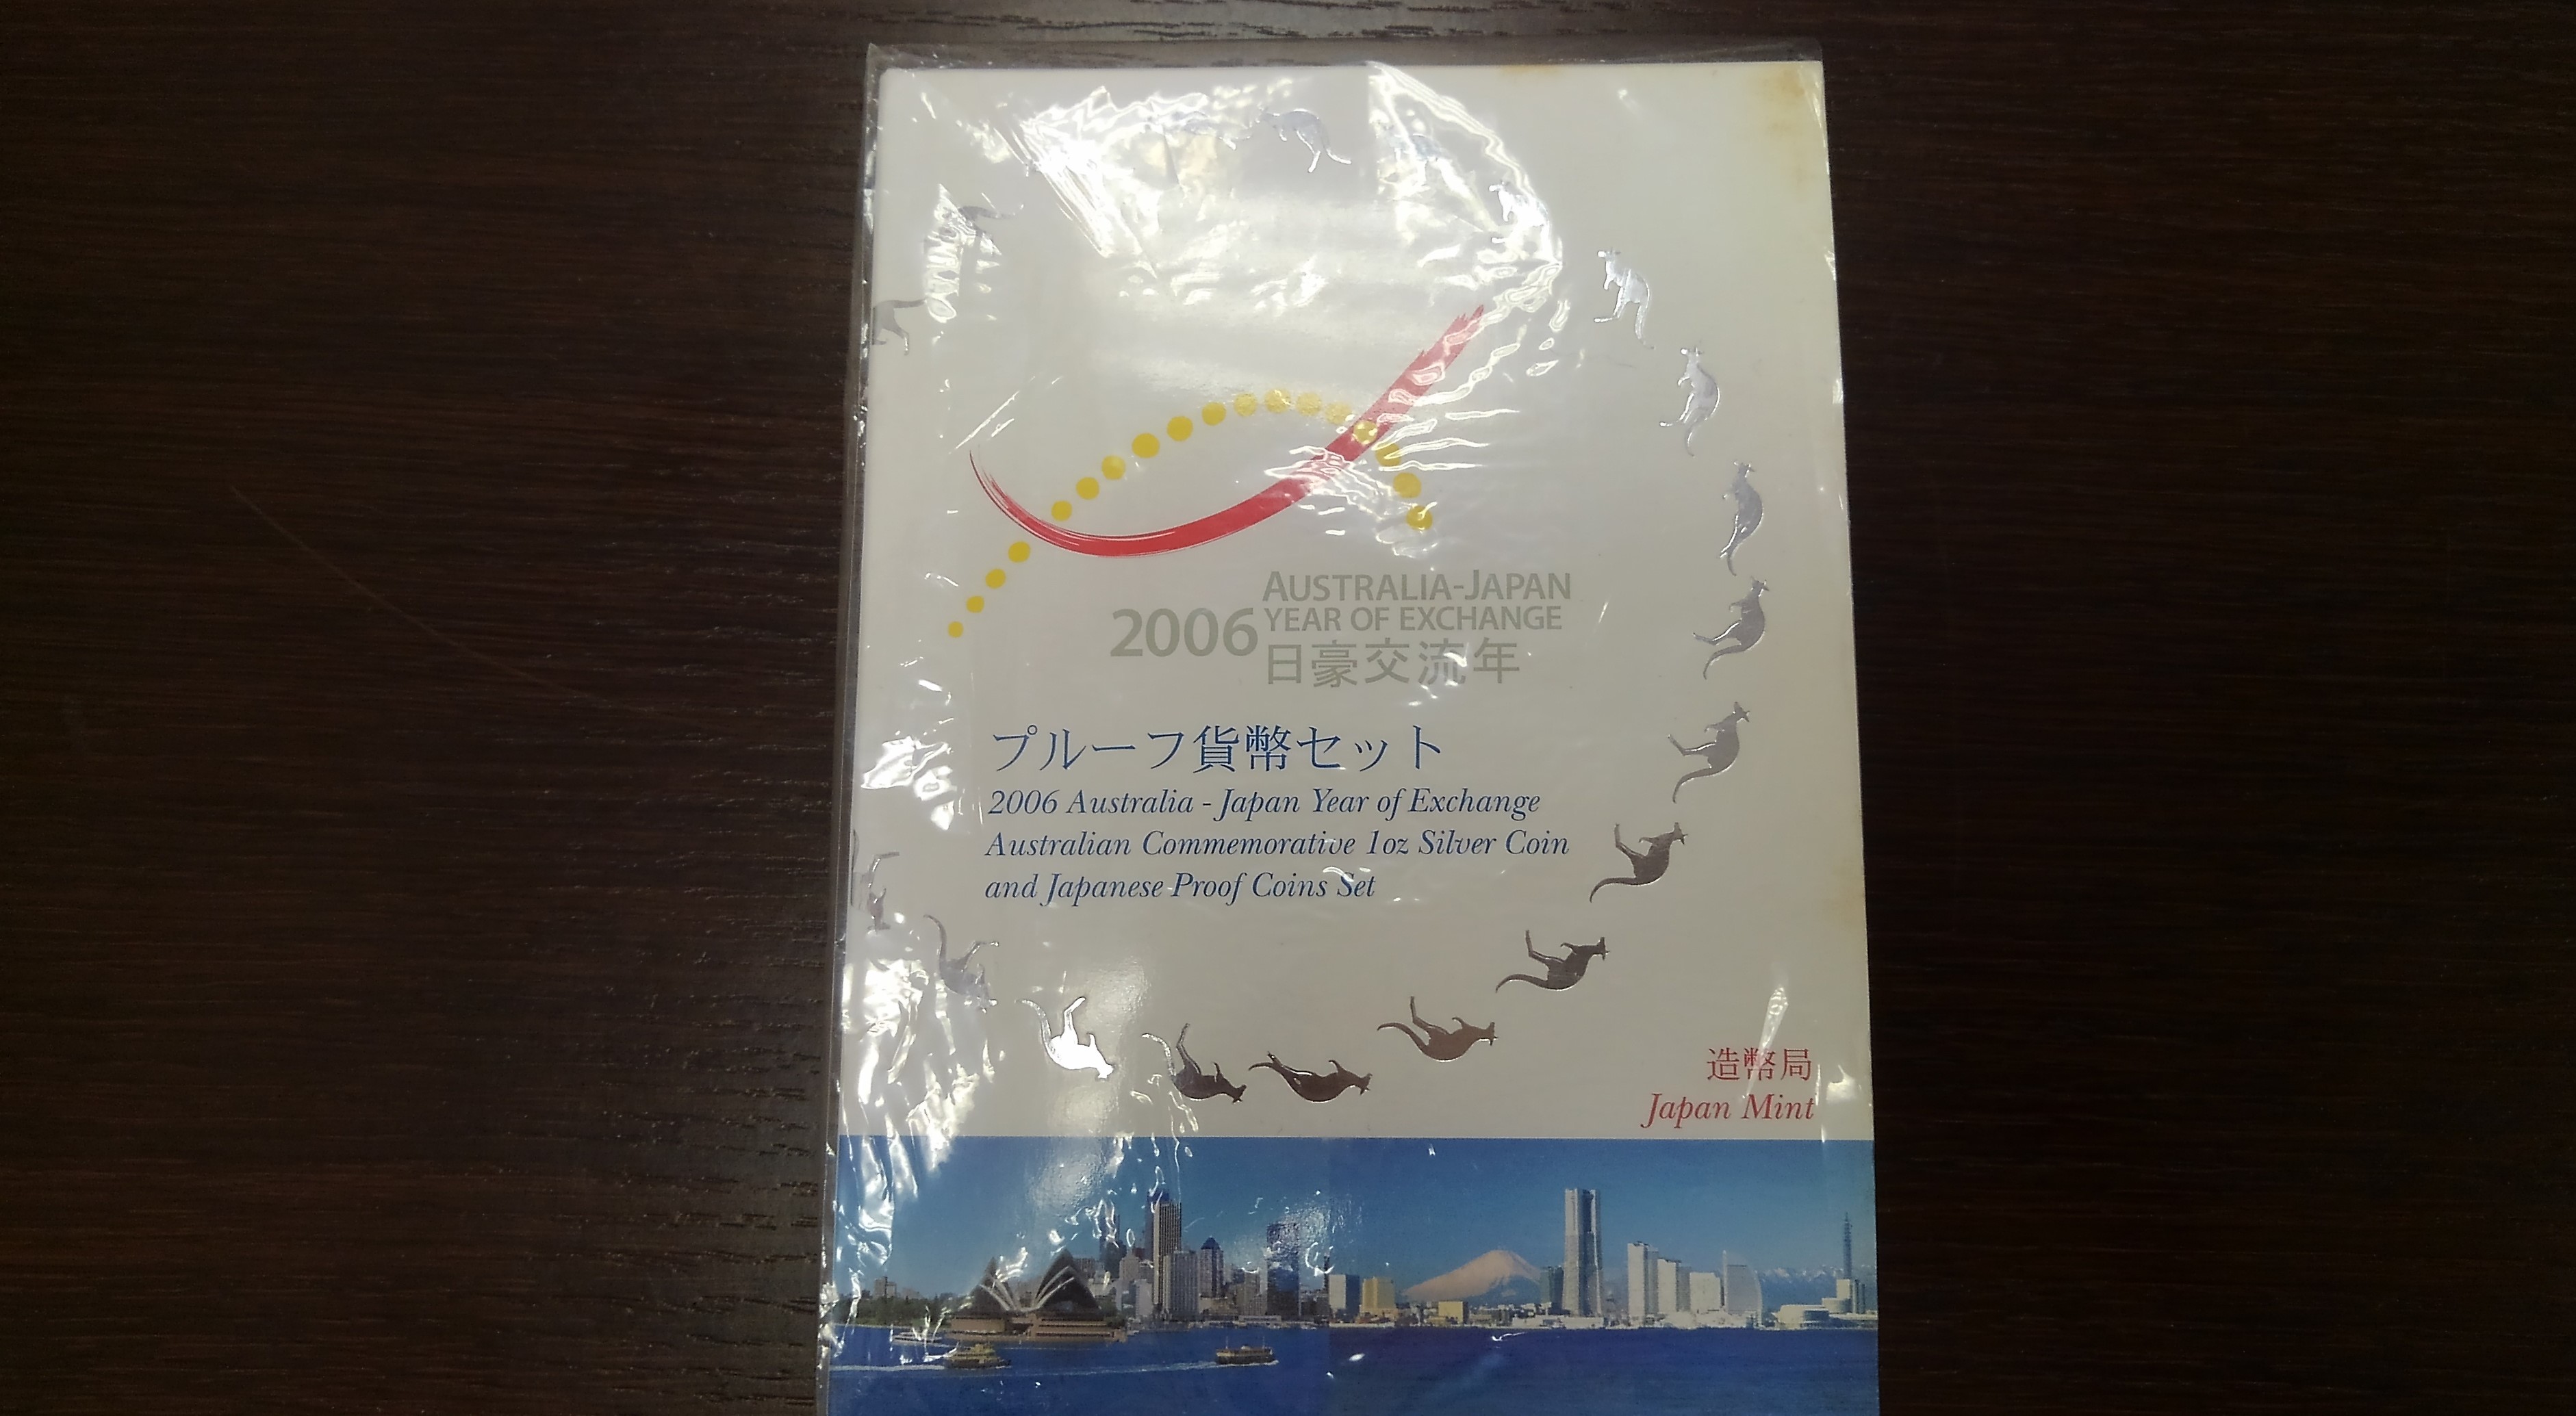 AUSTRALIA-JAPAN
2006 YEAR OF EXCHANGE
日豪交流年
プルーフ貨幣セット
2006 Australia - Japan Year of Exchange
Australian Commemorative 1oz Silver Coin
and Japanese Proof Coins Set
造幣局
Japan Mint